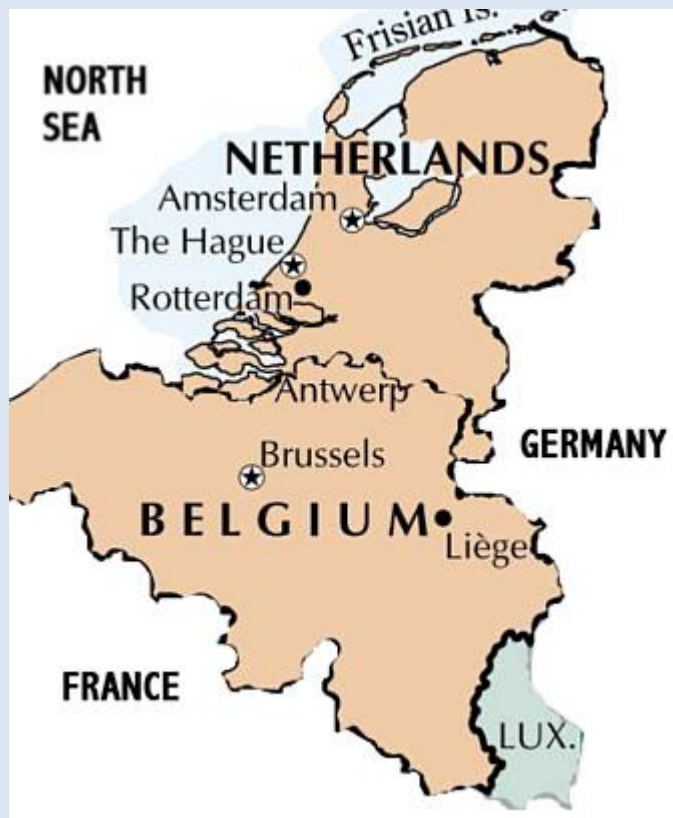 Frisian Is.
NORTH
SEA
NETHERLANDS
Amsterdam
The Hague
Rotterdam
Antwerp
Brussels
GERMANY
BELGIUM
Liège
FRANCE
LUX.